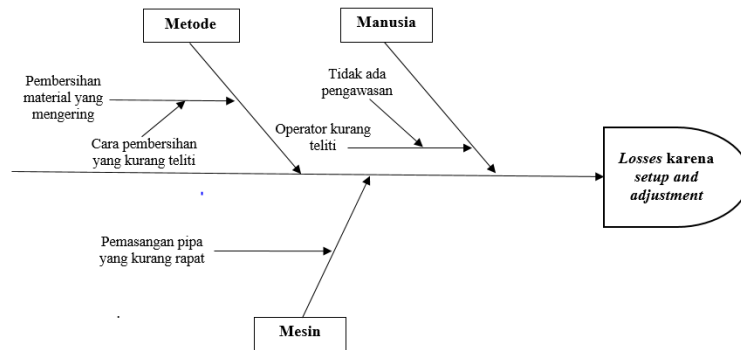 Metode
Manusia
Pembersihan
material yang
mengering
Cara pembersihan
yang kurang teliti
Tidak ada
pengawasan
Operator kurang
teliti
Losses karena
setup and
adjustment
Pemasangan pipa
yang kurang rapat
Mesin